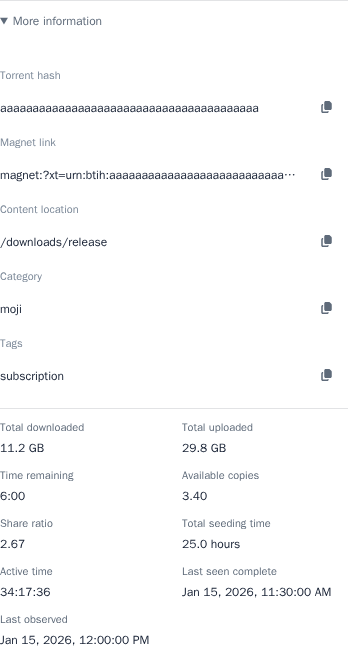 More information
Torrent hash
aaaaaaaaaaaaaaaaaaaaaaaaaaaaaaaaaaaaaaaa
Magnet link
magnet:?xt=urn:btih:aaaaaaaaaaaaaaaaaaaaaaaaaaa…
Content location
/downloads/release
Category
moji
Tags
subscription
Total downloaded Total uploaded
11.2 GB 29.8 GB
Time remaining Available copies
6:00 3.40
Share ratio Total seeding time
2.67 25.0 hours
Active time Last seen complete
34:17:36 Jan 15, 2026, 11:30:00 AM
Last observed
Jan 15, 2026, 12:00:00 PM